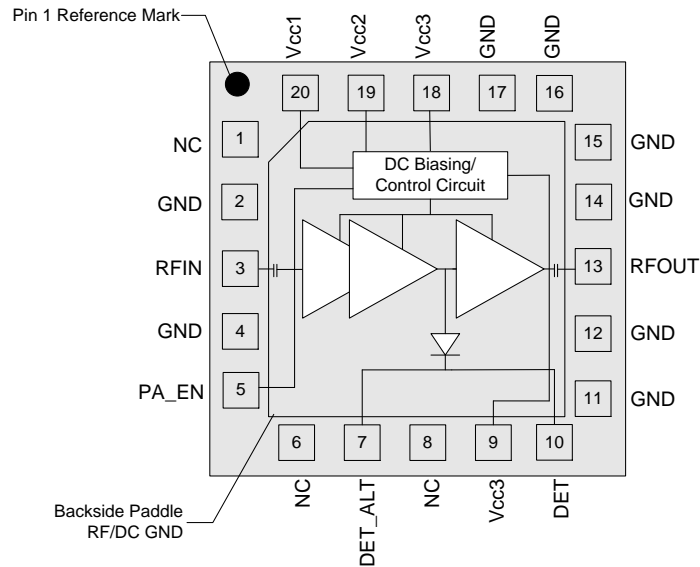 Pin 1 Reference Mark
Vcc1
Vcc2
Vcc3
GND
GND
20
19
18
17
16
NC
1
15
GND
DC Biasing/
Control Circuit
GND
2
14
GND
RFIN
3
13
RFOUT
GND
4
12
GND
PA_EN
5
11
GND
6
7
8
9
10
NC
DET_ALT
NC
Vcc3
DET
Backside Paddle
RF/DC GND